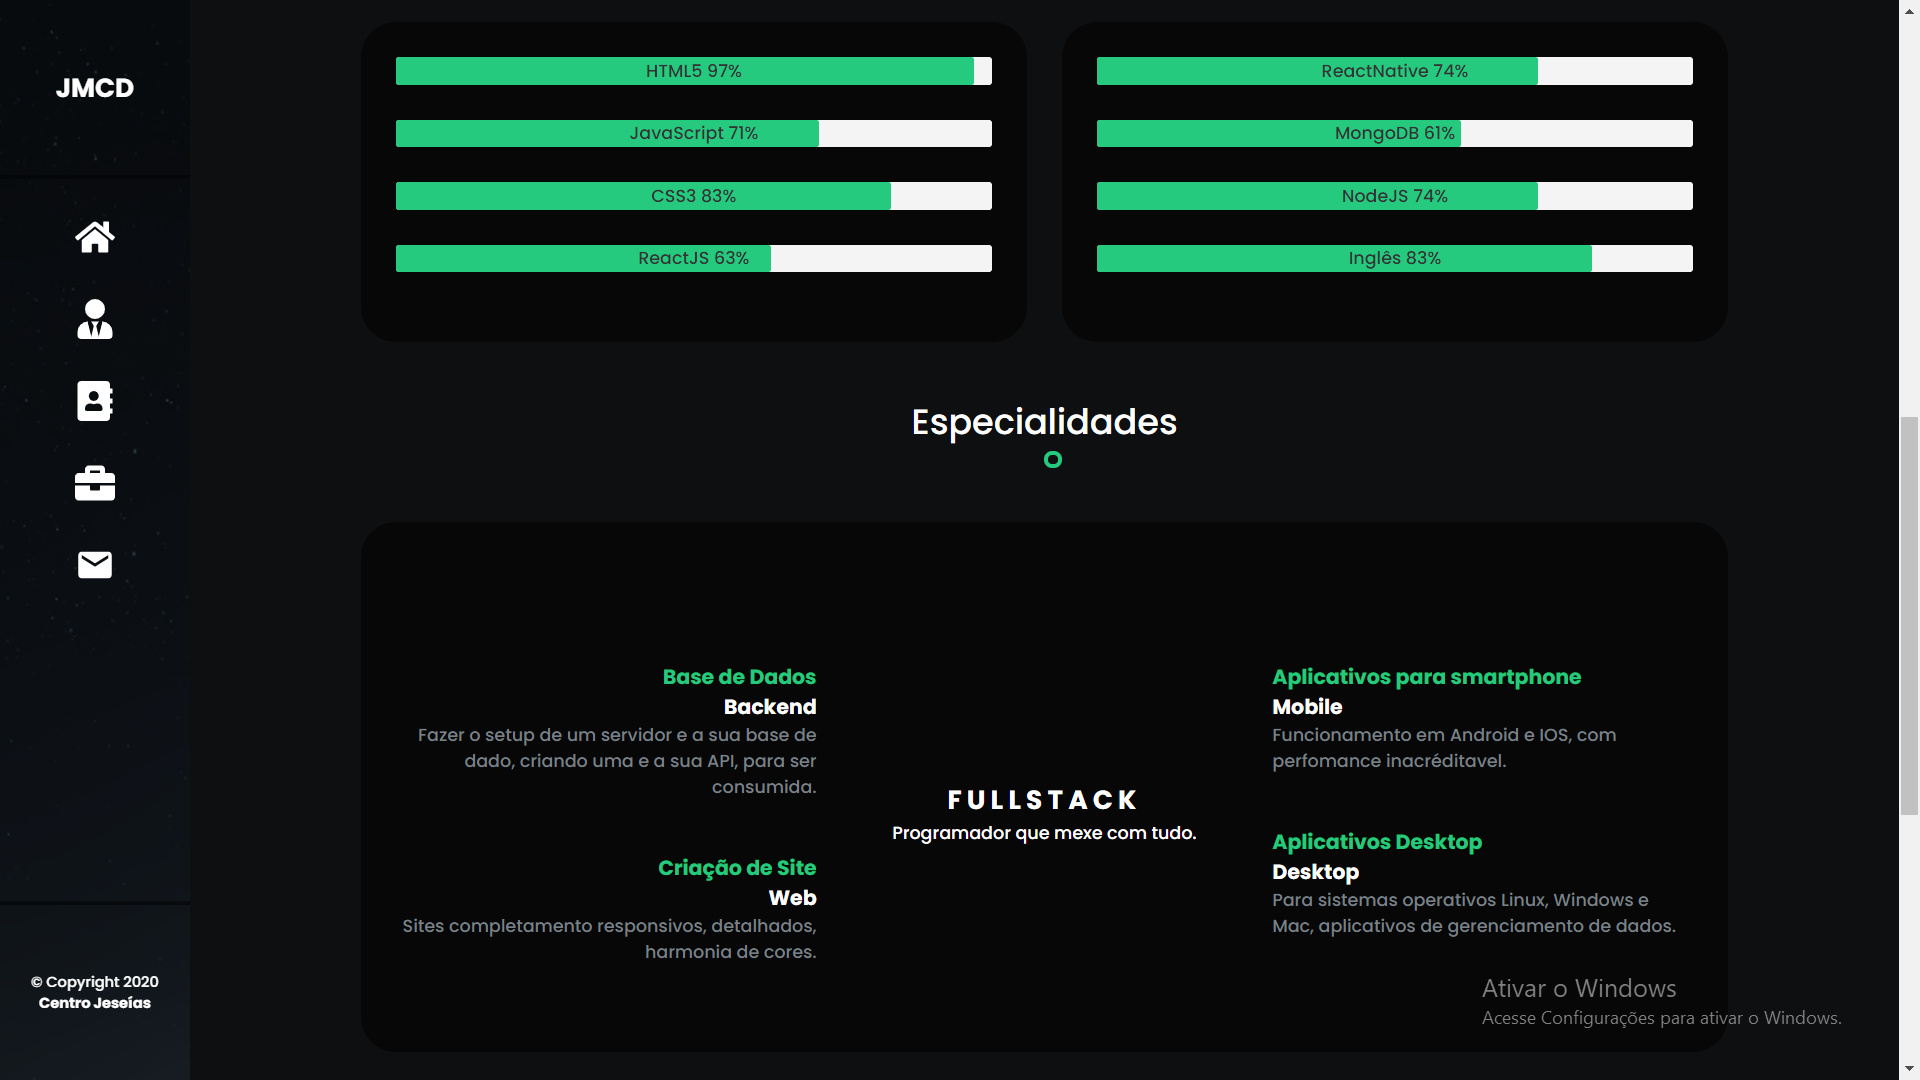 JMCD
© Copyright 2020
Centro Jeseías
HTML5 97%
JavaScript 71%
CSS3 83%
ReactJS 63%
ReactNative 74%
MongoDB 61%
NodeJS 74%
Inglês 83%
Especialidades
Base de Dados
Backend
Fazer o setup de um servidor e a sua base de
dado, criando uma e a sua API, para ser
consumida.
Criação de Site
Web
Sites completamento responsivos, detalhados,
harmonia de cores.
FULLSTACK
Programador que mexe com tudo.
Aplicativos para smartphone
Mobile
Funcionamento em Android e IOS, com
perfomance inacréditavel.
Aplicativos Desktop
Desktop
Para sistemas operativos Linux, Windows e
Mac, aplicativos de gerenciamento de dados.
Ativar o Windows
Acesse Configurações para ativar o Windows.